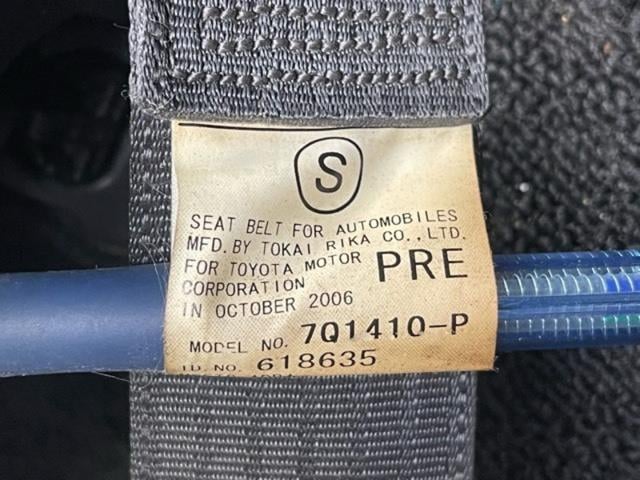 S
SEAT BELT FOR AUTOMOBILES
MFD. BY TOKAI RIKA CO., LTD.
FOR TOYOTA MOTOR
CORPORATION PRE
IN OCTOBER 2006
MODEL NO. 7Q1410-P
ID. NO. 618635